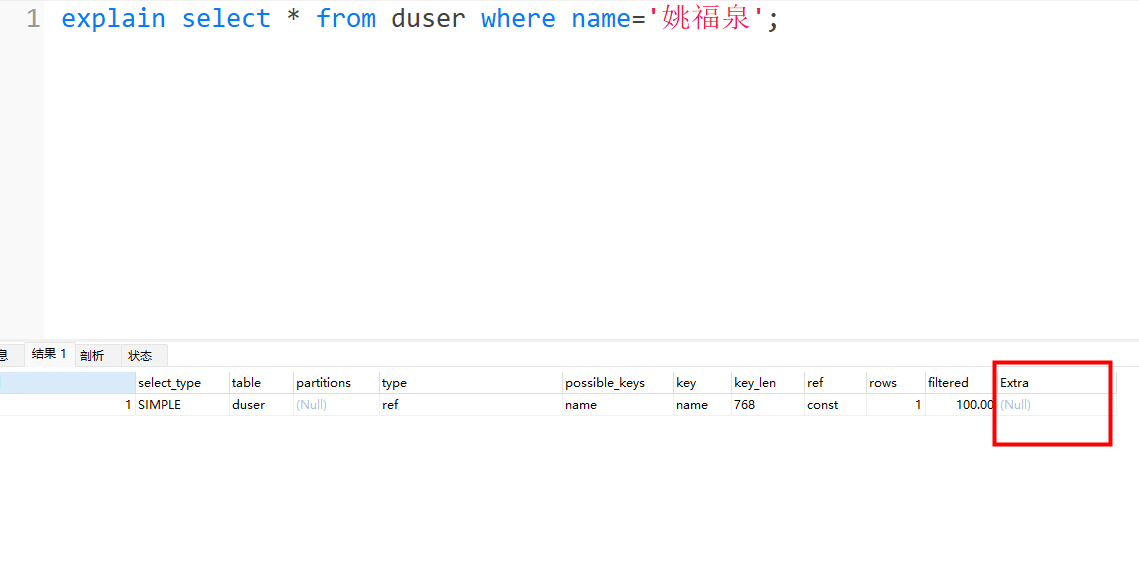 1 explain select * from duser where name='姚福泉';
息 结果 1 剖析 状态
select_type table partitions type possible_keys key key_len ref rows filtered Extra
1 SIMPLE duser (Null) ref name name 768 const 1 100.00 (Null)